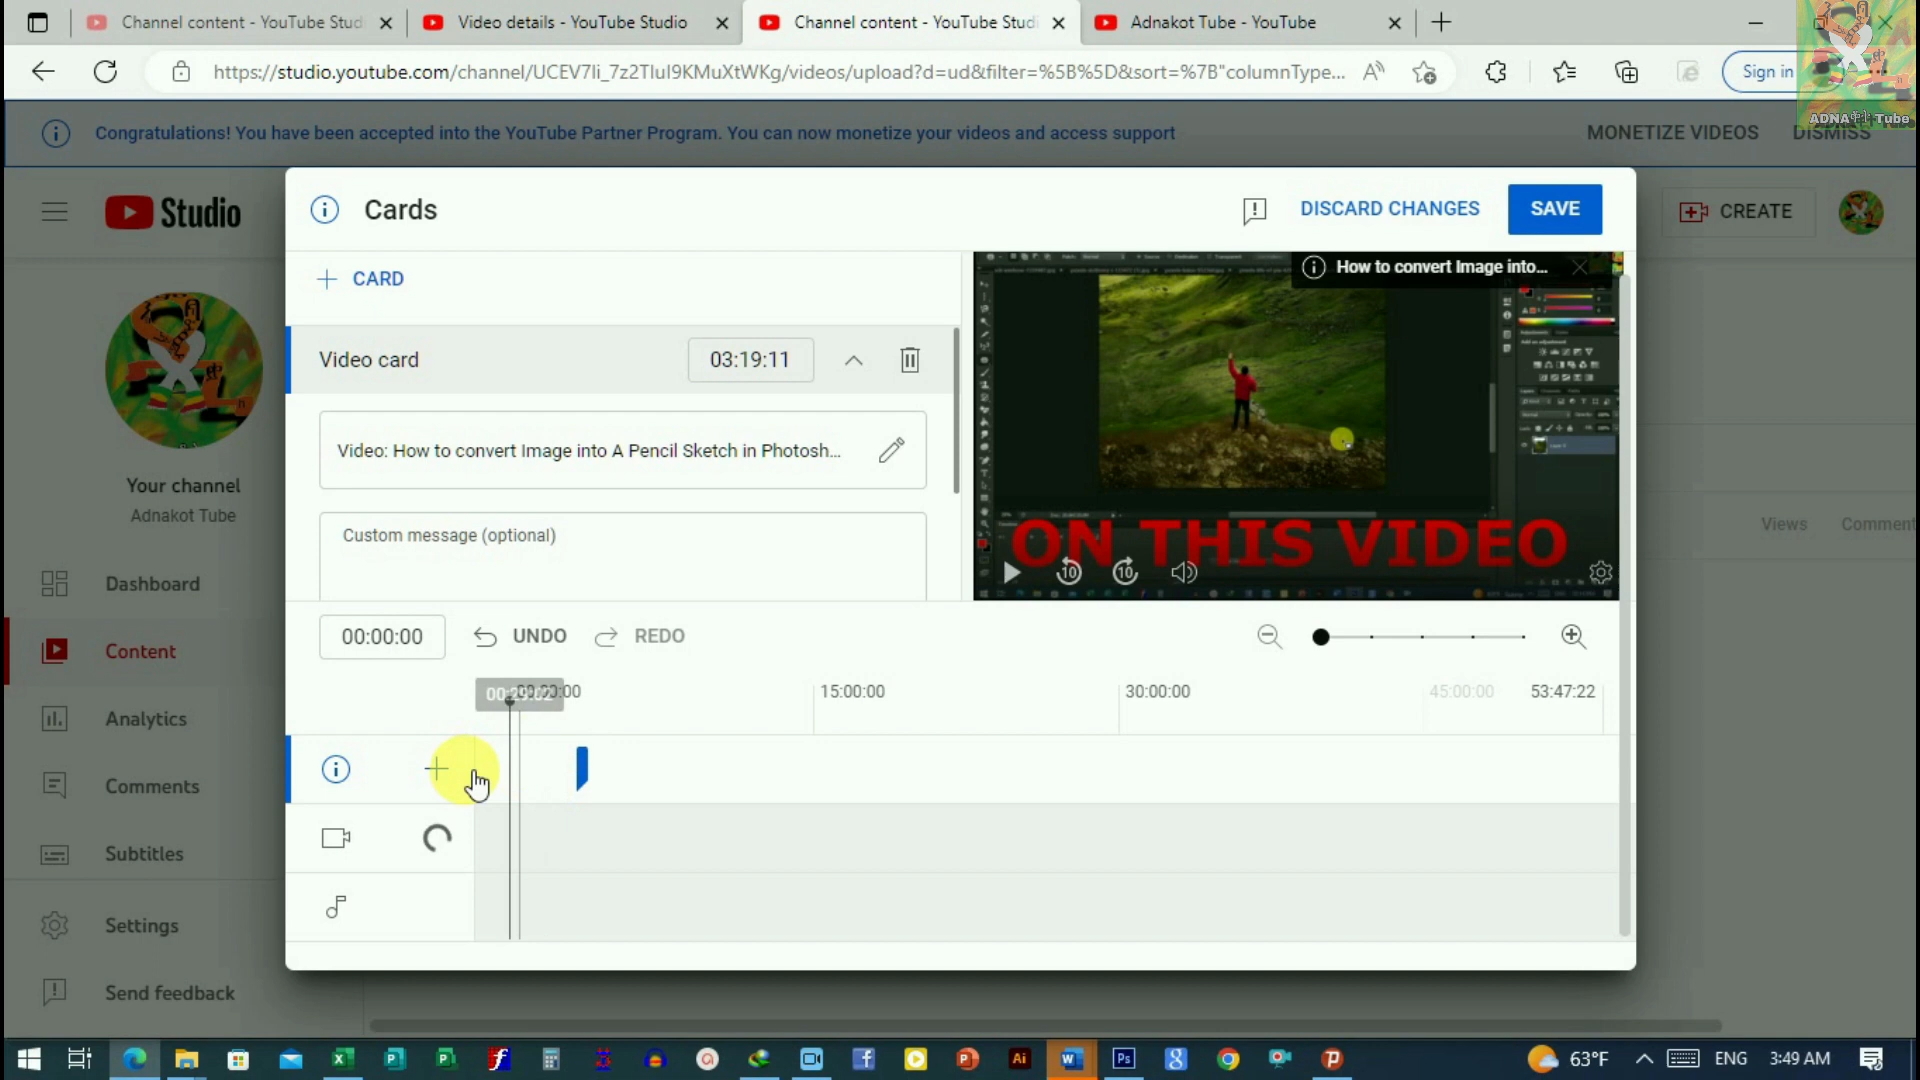 Channel content - YouTube Studi
Video details - YouTube Studio
Channel content - YouTube Studi
Adnakot Tube - YouTube
https://studio.youtube.com/channel/UCEV7Ii_7z2TIuI9KMuXtWKg/videos/upload?d=ud&filter=%5B%5D&sort=%7B"columnType...
Sign in
Tube
Congratulations! You have been accepted into the YouTube Partner Program. You can now monetize your videos and access support
MONETIZE VIDEOS
DISMISS
Studio
Cards
DISCARD CHANGES
SAVE
CREATE
CARD
How to convert Image into...
Video card
03:19:11
Video: How to convert Image into A Pencil Sketch in Photosh...
Custom message (optional)
ON THIS VIDEO
10
10
Your channel
Adnakot Tube
Views
Comment
Dashboard
Content
Analytics
Comments
Subtitles
Settings
Send feedback
00:00:00
UNDO
REDO
15:00:00
30:00:00
45:00:00
53:47:22
63°F
ENG
3:49 AM